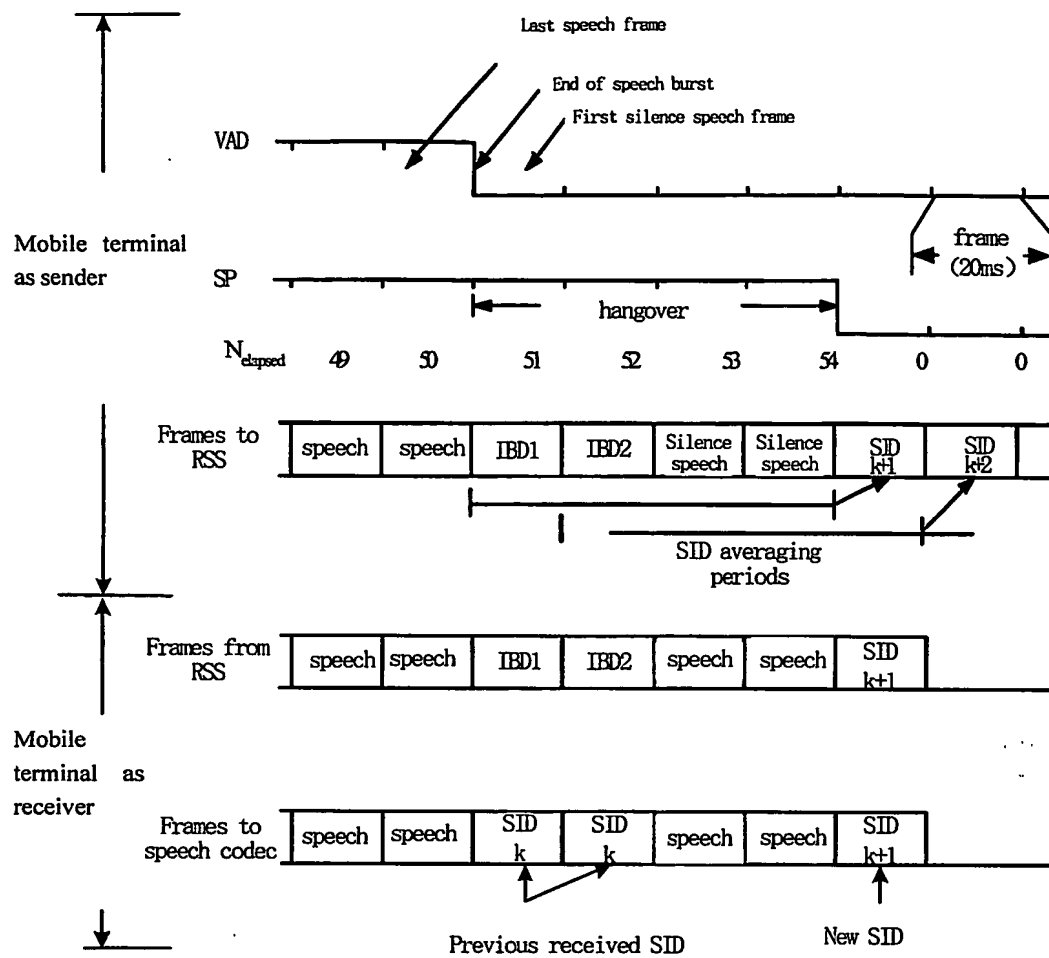 Last speech frame
End of speech burst
First silence speech frame
VAD
Mobile terminal
as sender
frame
(20ms)
SP
hangover
Nelapsed 49 50 51 52 53 54 0 0
Frames to
RSS
speech speech IBD1 IBD2 Silence speech Silence speech SID k+1 SID k+2
SID averaging
periods
Frames from
RSS
speech speech IBD1 IBD2 speech speech SID k+1
Mobile
terminal as
receiver
Frames to
speech codec
speech speech SID k SID k speech speech SID k+1
Previous received SID
New SID